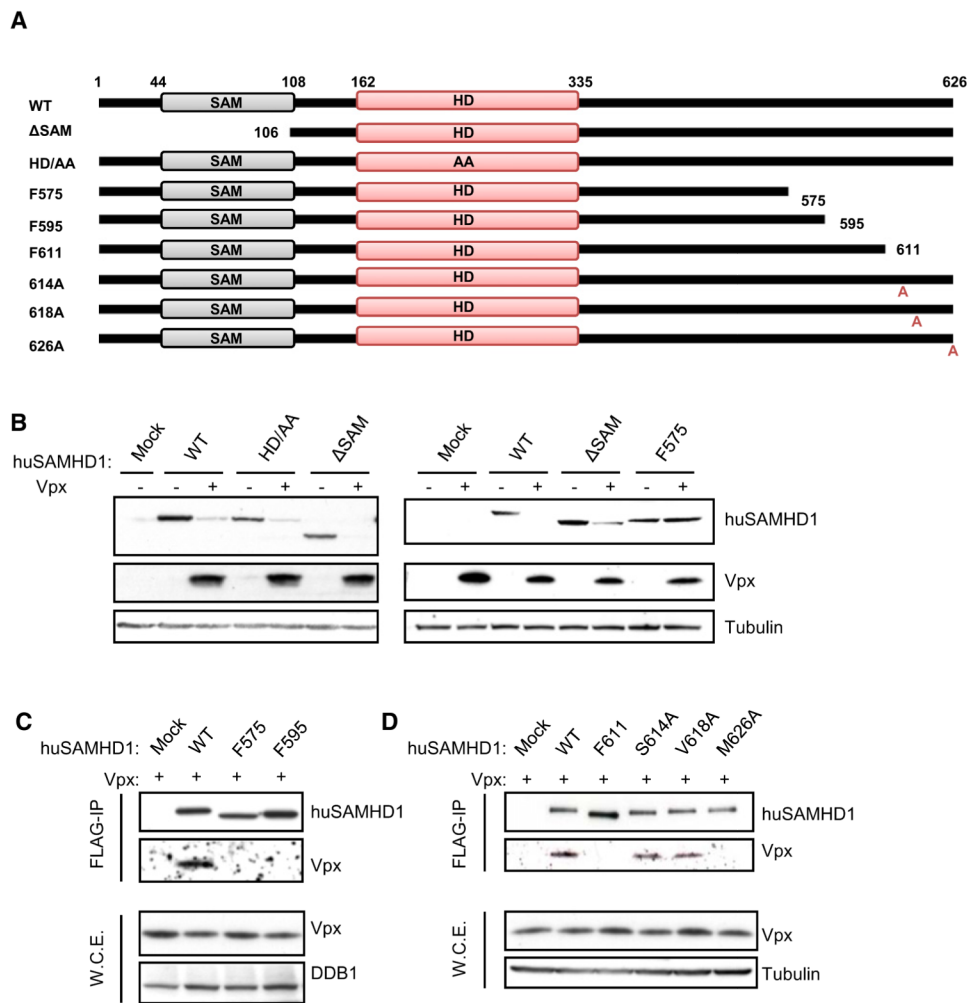 A
1 44 108 162 335 626
WT SAM HD
ΔSAM 106 HD
HD/AA SAM AA
F575 SAM HD 575
F595 SAM HD 595
F611 SAM HD 611
614A SAM HD A
618A SAM HD A
626A SAM HD A
B
huSAMHD1: Mock WT HD/AA ΔSAM Mock WT ΔSAM F575
Vpx - - + - + - + - + - + - + - +
huSAMHD1
Vpx
Tubulin
C
huSAMHD1: Mock WT F575 F595
Vpx: + + + +
FLAG-IP
huSAMHD1
Vpx
W.C.E.
Vpx
DDB1
D
huSAMHD1: Mock WT F611 S614A V618A M626A
Vpx: + + + + + +
FLAG-IP
huSAMHD1
Vpx
W.C.E.
Vpx
Tubulin